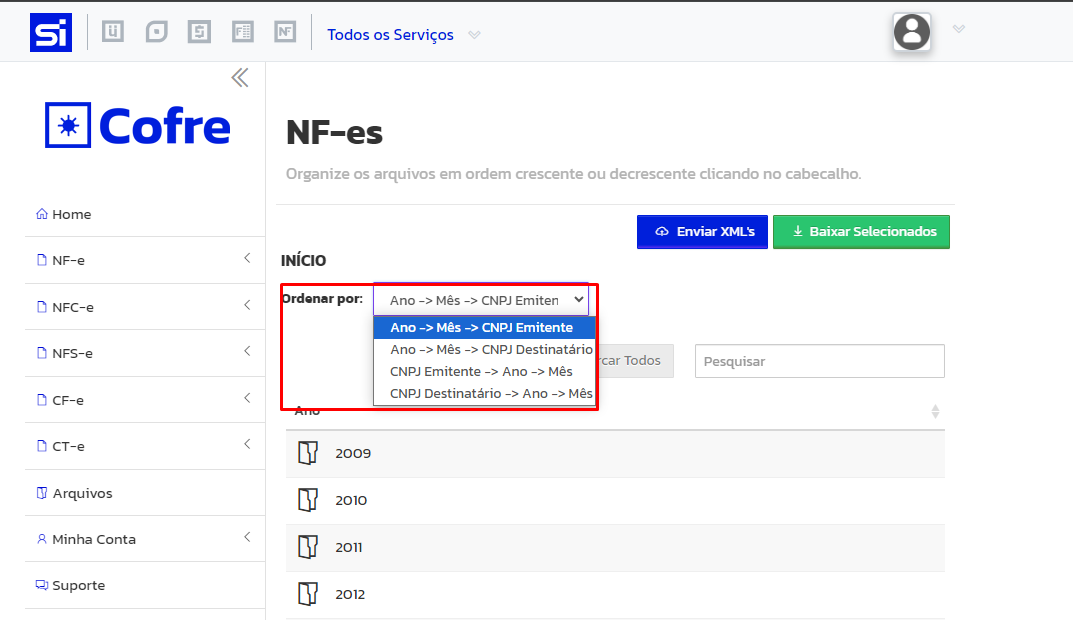 Si
Todos os Serviços
Cofre
Home
NF-e
NFC-e
NFS-e
CF-e
CT-e
Arquivos
Minha Conta
Suporte
NF-es
Organize os arquivos em ordem crescente ou decrescente clicando no cabecalho.
Enviar XML's
Baixar Selecionados
INÍCIO
Ordenar por:
Ano -> Mês -> CNPJ Emiten
Ano -> Mês -> CNPJ Emitente
Ano -> Mês -> CNPJ Destinatário
CNPJ Emitente -> Ano -> Mês
CNPJ Destinatário -> Ano -> Mês
rcar Todos
Pesquisar
Ano
2009
2010
2011
2012